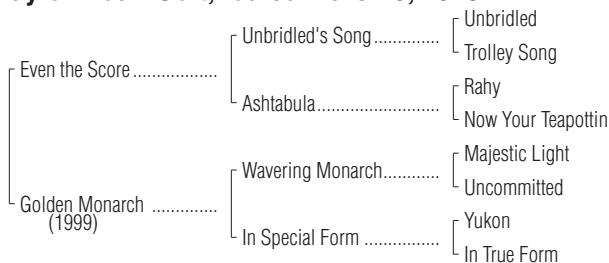 Unbridled
Unbridled's Song..............
Trolley Song
Even the Score..................
Rahy
Ashtabula..........................
Now Your Teapottin
Majestic Light
Wavering Monarch............
Uncommitted
Golden Monarch ..............
(1999)
Yukon
In Special Form ................
In True Form